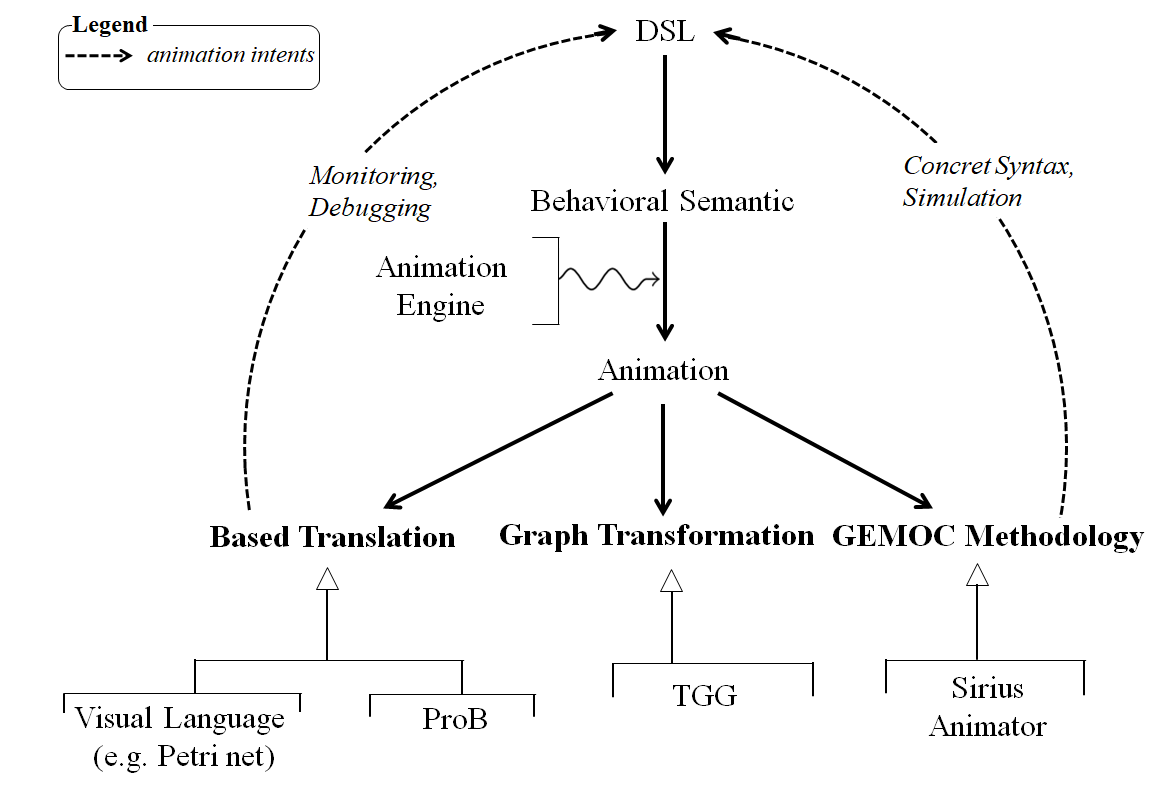 Legend
animation intents
DSL
Monitoring,
Debugging
Concret Syntax,
Simulation
Behavioral Semantic
Animation
Engine
Animation
Based Translation
Graph Transformation
GEMOC Methodology
Visual Language
(e.g. Petri net)
ProB
TGG
Sirius
Animator